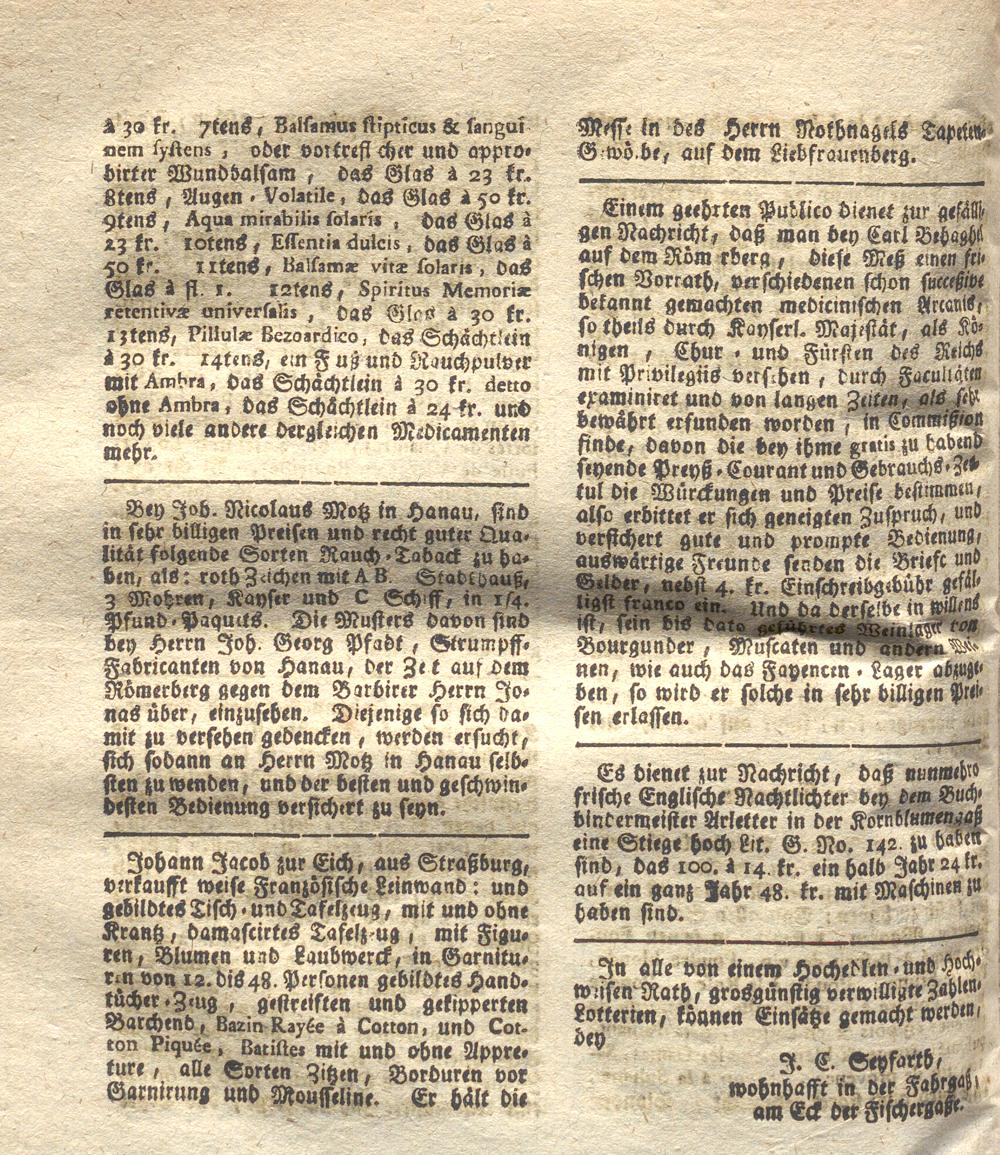 à 30 kr. 7tens, Balsamus stipticus & sangui
nem systens, oder vortreflicher und appro-
birter Wundbalsam, das Glas à 23 kr.
8tens, Augen-Volatile, das Glas à 50 kr.
9tens, Aqua mirabilis solaris, das Glas à
23 kr. 10tens, Essentia dulcis, das Glas à
50 kr. 11tens, Balsamæ vitæ solaris, das
Glas à fl. 1. 12tens, Spiritus Memoriæ
retentivæ universalis, das Glas à 30 kr.
13tens, Pillulæ Bezoardico, das Schächtlein
à 30 kr. 14tens, ein Fuß und Rauchpulver
mit Ambra, das Schächtlein à 30 kr. detto
ohne Ambra, das Schächtlein à 24 kr. und
noch viele andere dergleichen Medicamenten
mehr.
Bey Joh. Nicolaus Motz in Hanau, sind
in sehr billigen Preisen und recht guter Qua-
lität folgende Sorten Rauch-Taback zu ha-
ben, als: roth Zeichen mit A B. Stadthauß,
3 Mohren, Kayser und C Schiff, in 1/4.
Pfund-Paquets. Die Musters davon sind
bey Herrn Joh. Georg Pfadt, Strumpff-
Fabricanten von Hanau, der Zeit auf dem
Römerberg gegen dem Barbirer Herrn Jo-
nas über, einzusehen. Diejenige so sich da-
mit zu versehen gedencken, werden ersucht,
sich sodann an Herrn Motz in Hanau selb-
sten zu wenden, und der besten und geschwin-
desten Bedienung versichert zu seyn.
Johann Jacob zur Eich, aus Straßburg,
verkaufft weise Französische Leinwand: und
gebildtes Tisch-und Tafelzeug, mit und ohne
Krantz, damascirtes Tafelzeug, mit Figu-
ren, Blumen und Laubwerck, in Garnitu-
ren von 12. bis 48. Personen gebildtes Hand-
tücher-Zeug, gestreiften und gekipperten
Barchend, Bazin Rayée à Cotton, und Cot-
ton Piquée, Batistes mit und ohne Appre-
ture, alle Sorten Zitzen, Borduren vor
Garnirung und Mousseline. Er hält die
Messe in des Herrn Nothnagels Tapeten-
Gewölbe, auf dem Liebfrauenberg.
Einem geehrten Publico dienet zur gefälli-
gen Nachricht, daß man bey Carl Behaghel
auf dem Römerberg, diese Meß einen fri-
schen Vorrath, verschiedenen schon successive
bekannt gemachten medicinischen Arcanis,
so theils durch Kayserl. Majestät, als Kö-
nigen, Chur-und Fürsten des Reichs
mit Privilegiis versehen, durch Facultäten
examiniret und von langen Zeiten, als sehr
bewährt erfunden worden, in Commißion
finde, davon die bey ihme gratis zu habend
seyende Preyß-Courant und Gebrauchs-Zet-
tul die Würckungen und Preise bestimmen,
also erbittet er sich geneigten Zuspruch, und
versichert gute und prompte Bedienung,
auswärtige Freunde senden die Briefe und
Gelder, nebst 4. kr. Einschreibgebühr gefäl-
ligst franco ein. Und da derselbe in willens
ist, sein bis dato geführtes Weinlager von
Bourgunder, Muscaten und andern Wei-
nen, wie auch das Fayencen-Lager abzuge-
ben, so wird er solche in sehr billigen Prei-
sen erlassen.
Es dienet zur Nachricht, daß nunmehro
frische Englische Nachtlichter bey dem Buch-
bindermeister Arletter in der Kornblumengaß
eine Stiege hoch Lit. G. No. 142. zu haben
sind, das 100. à 14. kr. ein halb Jahr 24 kr.
auf ein ganz Jahr 48. kr. mit Maschinen zu
haben sind.
In alle von einem Hochedlen-und Hoch-
weisen Rath, grosgünstig verwilligte Zahlen-
Lotterien, können Einsätze gemacht werden,
bey
J. C. Seyfarth,
wohnhafft in der Fahrgaß,
am Eck der Fischergaße.